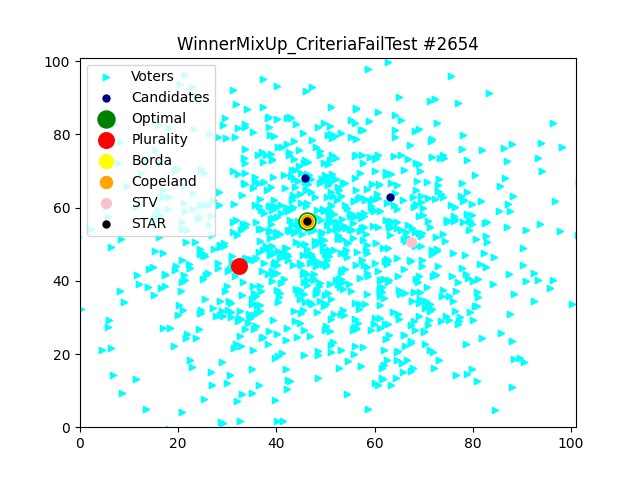 WinnerMixUp_CriteriaFailTest #2654
100
80
60
40
20
0
Voters
Candidates
Optimal
Plurality
Borda
Copeland
STV
STAR
0 20 40 60 80 100